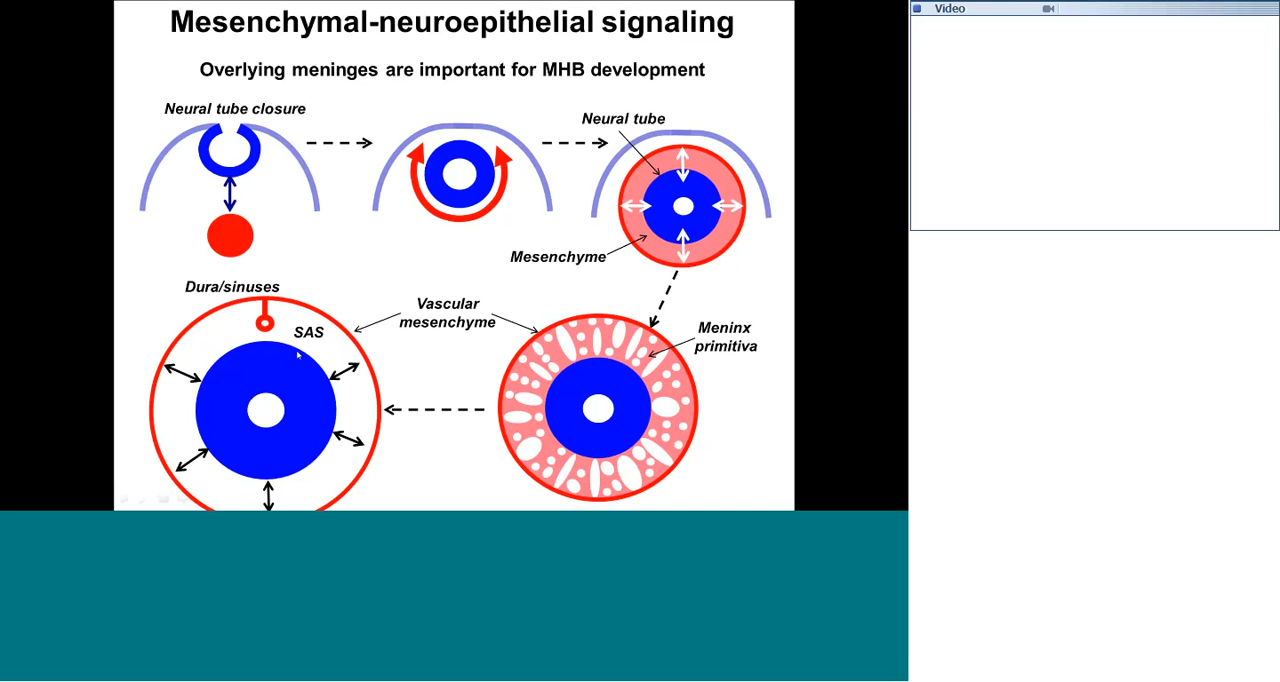 Mesenchymal-neuroepithelial signaling
Overlying meninges are important for MHB development
Neural tube closure
Neural tube
Mesenchyme
Dura/sinuses
SAS
Vascular
mesenchyme
Meninx
primitiva
Video